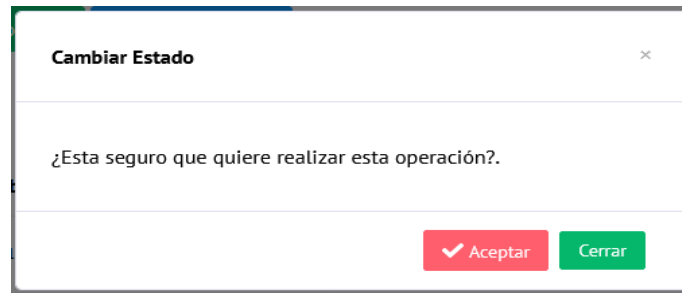 Cambiar Estado ×
¿Esta seguro que quiere realizar esta operación?.
Aceptar Cerrar